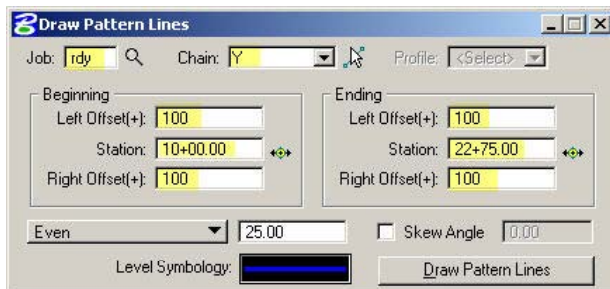 Draw Pattern Lines
Job: rdy Chain: Y Profile: <Select>
Beginning
Left Offset(+): 100
Station: 10+00.00
Right Offset(+): 100
Ending
Left Offset(+): 100
Station: 22+75.00
Right Offset(+): 100
Even 25.00 Skew Angle 0.00
Level Symbology: Draw Pattern Lines